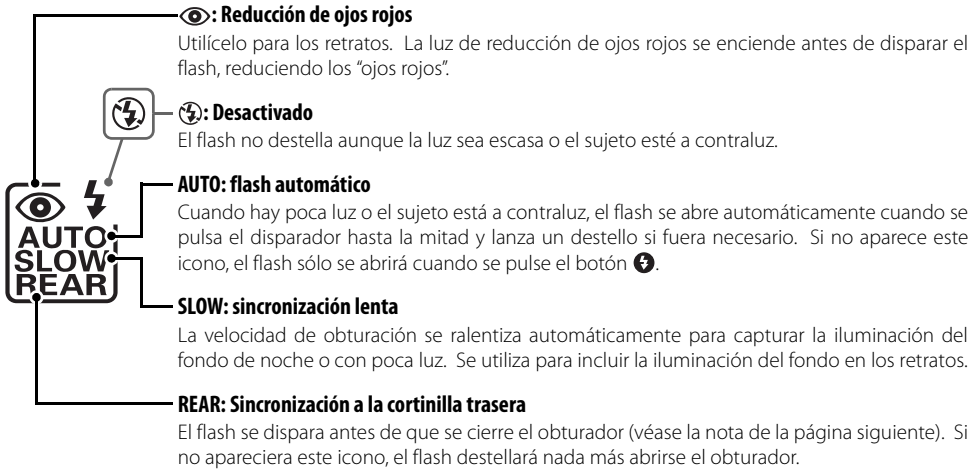 : Reducción de ojos rojos
Utilícelo para los retratos. La luz de reducción de ojos rojos se enciende antes de disparar el
flash, reduciendo los “ojos rojos”.
: Desactivado
El flash no destella aunque la luz sea escasa o el sujeto esté a contraluz.
AUTO: flash automático
Cuando hay poca luz o el sujeto está a contraluz, el flash se abre automáticamente cuando se
pulsa el disparador hasta la mitad y lanza un destello si fuera necesario. Si no aparece este
icono, el flash sólo se abrirá cuando se pulse el botón .
AUTO
SLOW
REAR
SLOW: sincronización lenta
La velocidad de obturación se ralentiza automáticamente para capturar la iluminación del
fondo de noche o con poca luz. Se utiliza para incluir la iluminación del fondo en los retratos.
REAR: Sincronización a la cortinilla trasera
El flash se dispara antes de que se cierre el obturador (véase la nota de la página siguiente). Si
no apareciera este icono, el flash destellará nada más abrirse el obturador.